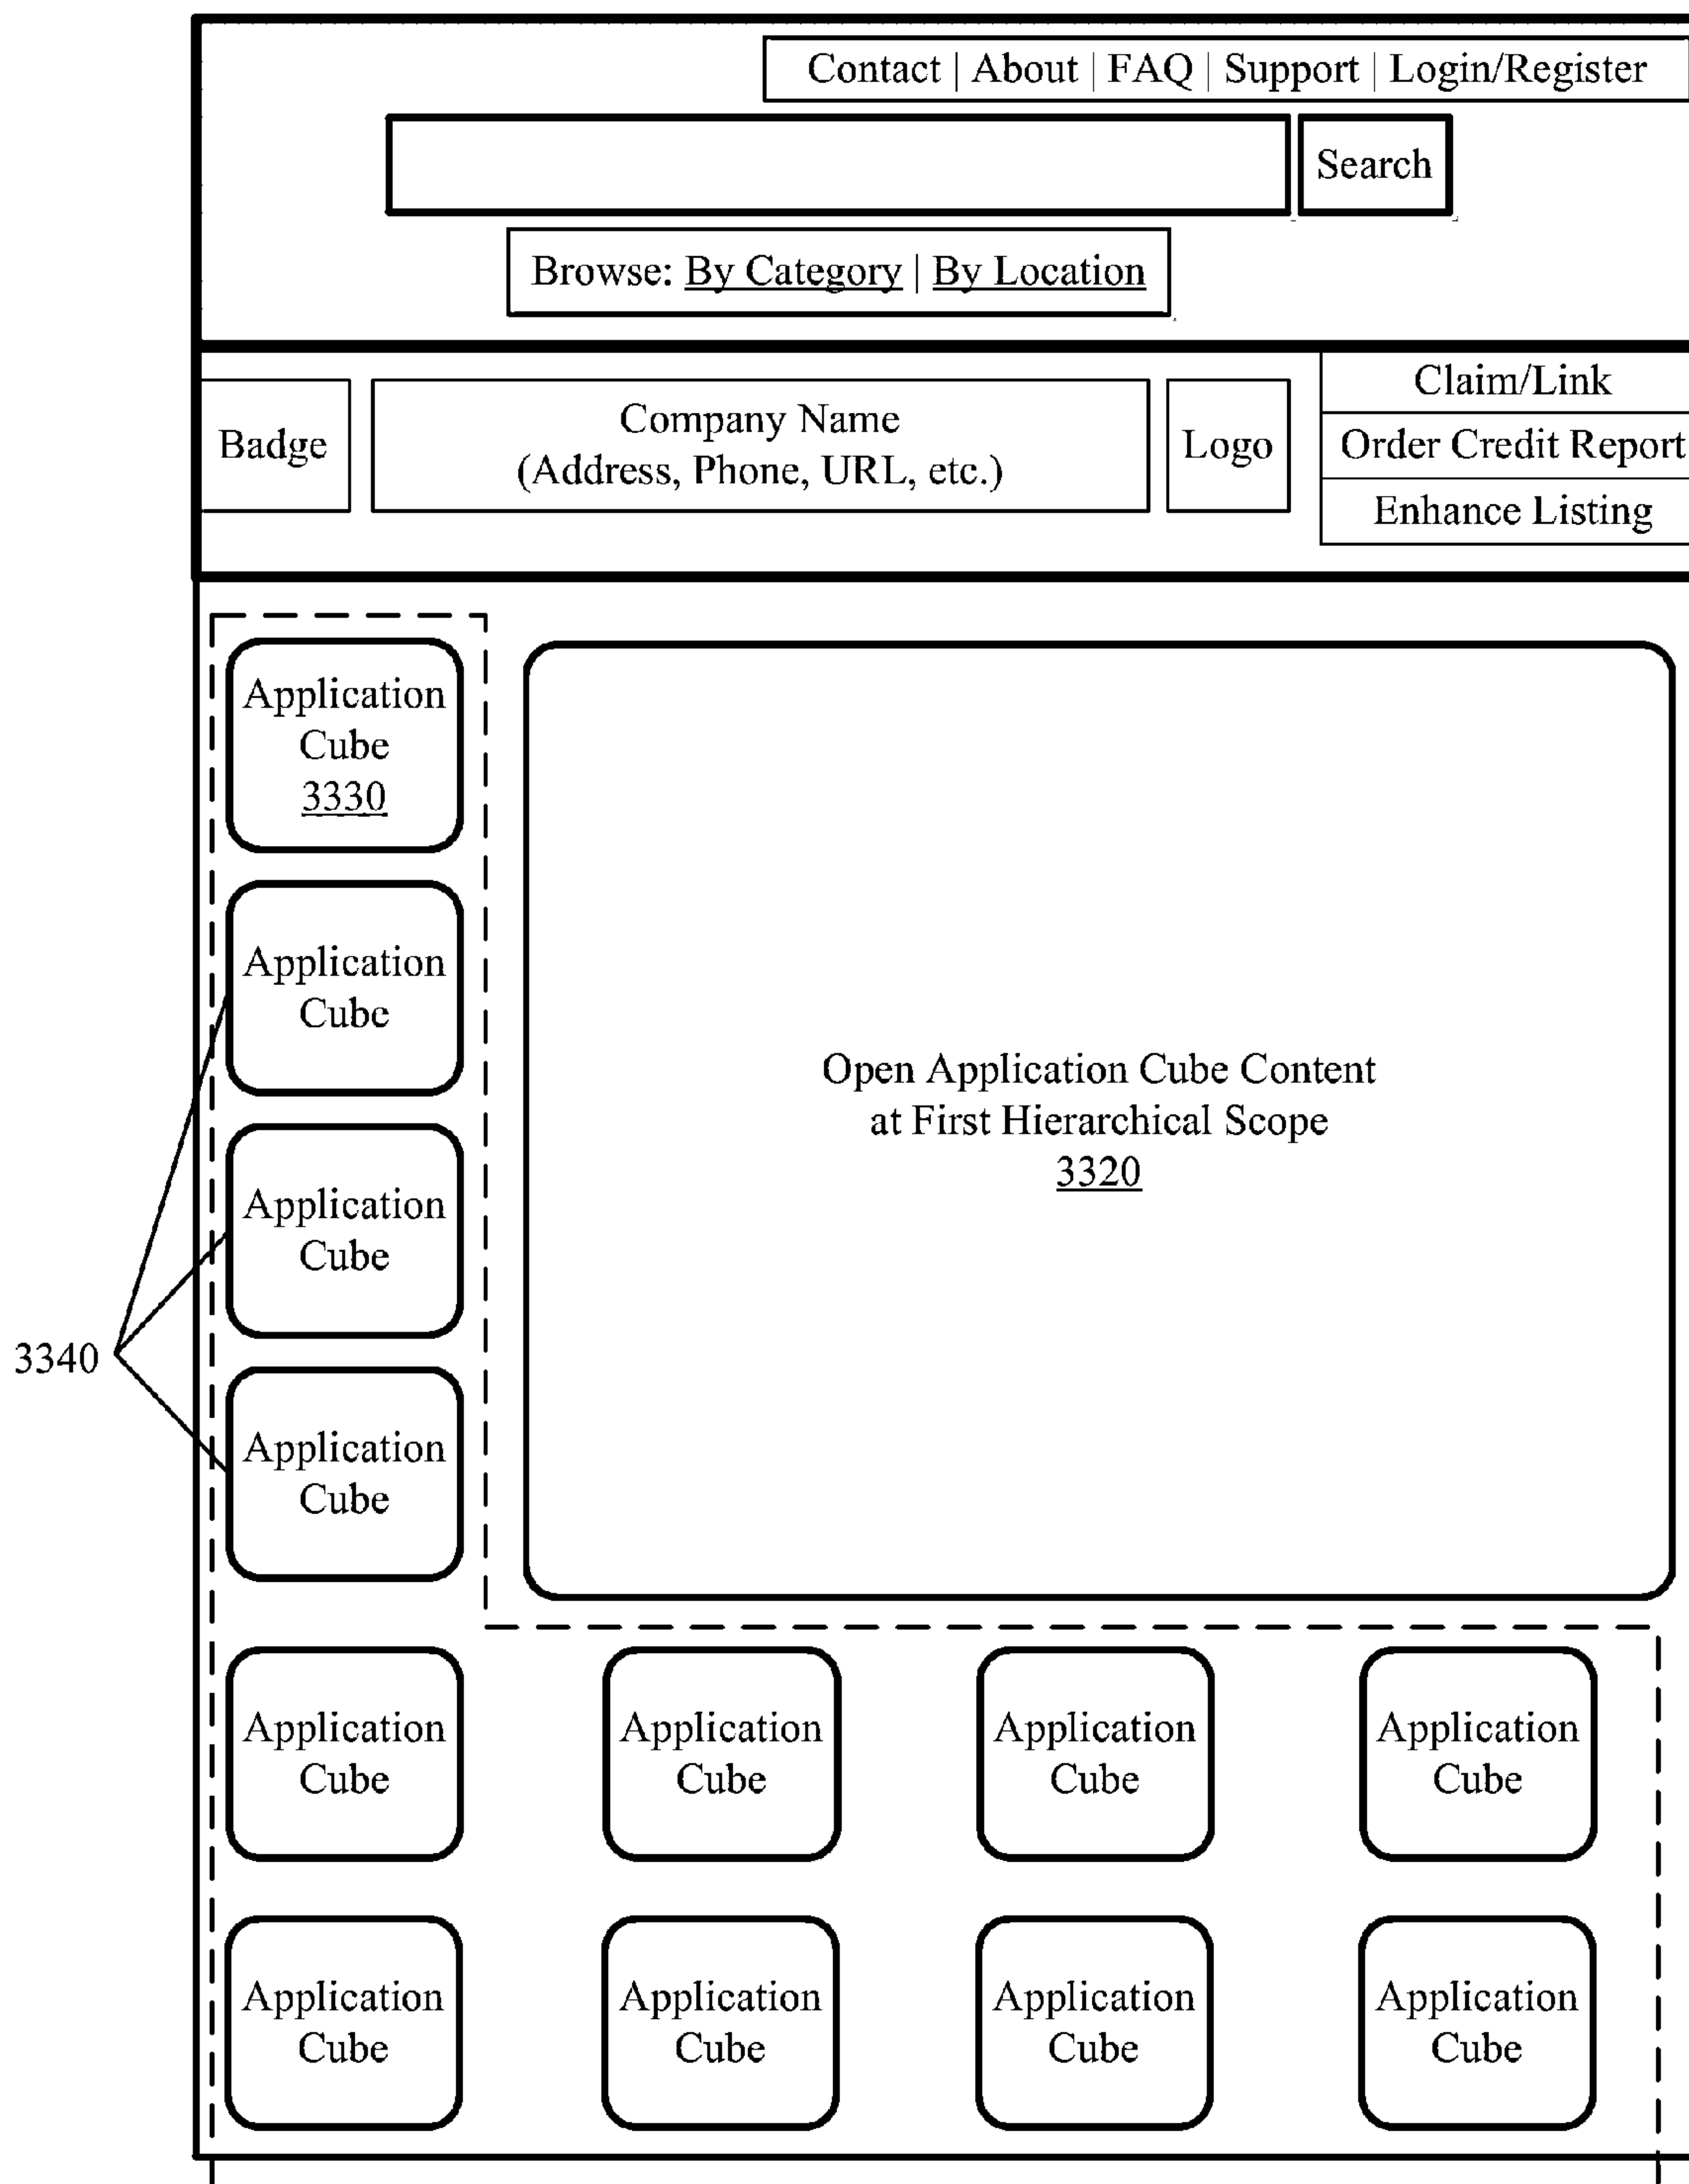 Contact | About | FAQ | Support | Login/Register
Search
Browse: By Category | By Location
Badge
Company Name
(Address, Phone, URL, etc.)
Logo
Claim/Link
Order Credit Report
Enhance Listing
Application
Cube
3330
Application
Cube
Application
Cube
3340
Application
Cube
Open Application Cube Content
at First Hierarchical Scope
3320
Application
Cube
Application
Cube
Application
Cube
Application
Cube
Application
Cube
Application
Cube
Application
Cube
Application
Cube